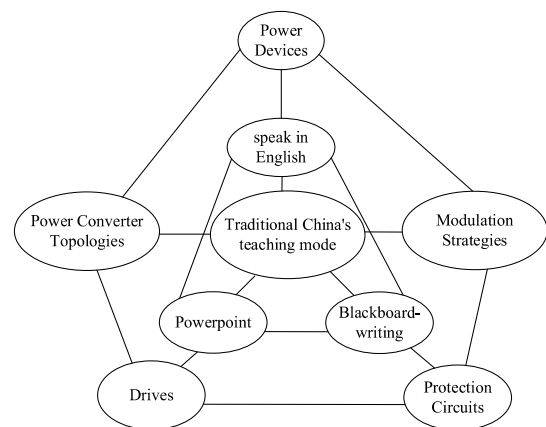 Power
Devices
speak in
English
Power Converter
Topologies
Traditional China's
teaching mode
Modulation
Strategies
Powerpoint
Blackboard-
writing
Drives
Protection
Circuits